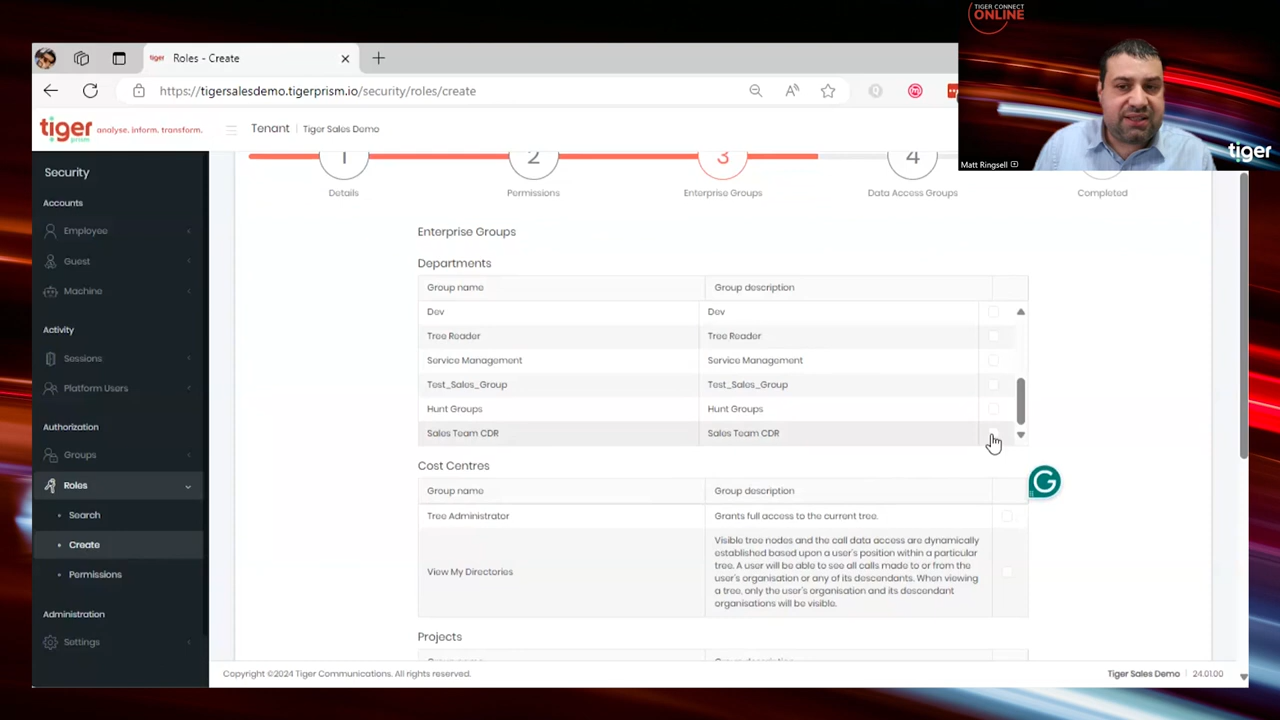 TIGER CONNECT
ONLINE
Roles - Create
https://tigersalesdemo.tigerprism.io/security/roles/create
tiger prism analyse. inform. transform.
Tenant | Tiger Sales Demo
Matt Ringsell
tiger
Security
Accounts
Employee
Guest
Machine
Activity
Sessions
Platform Users
Authorization
Groups
Roles
Search
Create
Permissions
Administration
Settings
1 2 3 4
Details Permissions Enterprise Groups Data Access Groups Completed
Enterprise Groups
Departments
Group name Group description
Dev Dev
Tree Reader Tree Reader
Service Management Service Management
Test_Sales_Group Test_Sales_Group
Hunt Groups Hunt Groups
Sales Team CDR Sales Team CDR
Cost Centres
Group name Group description
Tree Administrator Grants full access to the current tree.
Visible tree nodes and the call data access are dynamically
established based upon a user's position within a particular
tree. A user will be able to see all calls made to or from the
View My Directories user's organisation or any of its descendants. When viewing
a tree, only the user's organisation and its descendant
organisations will be visible.
Projects
Group name Group description
Copyright ©2024 Tiger Communications. All rights reserved.
Tiger Sales Demo | 24.01.00